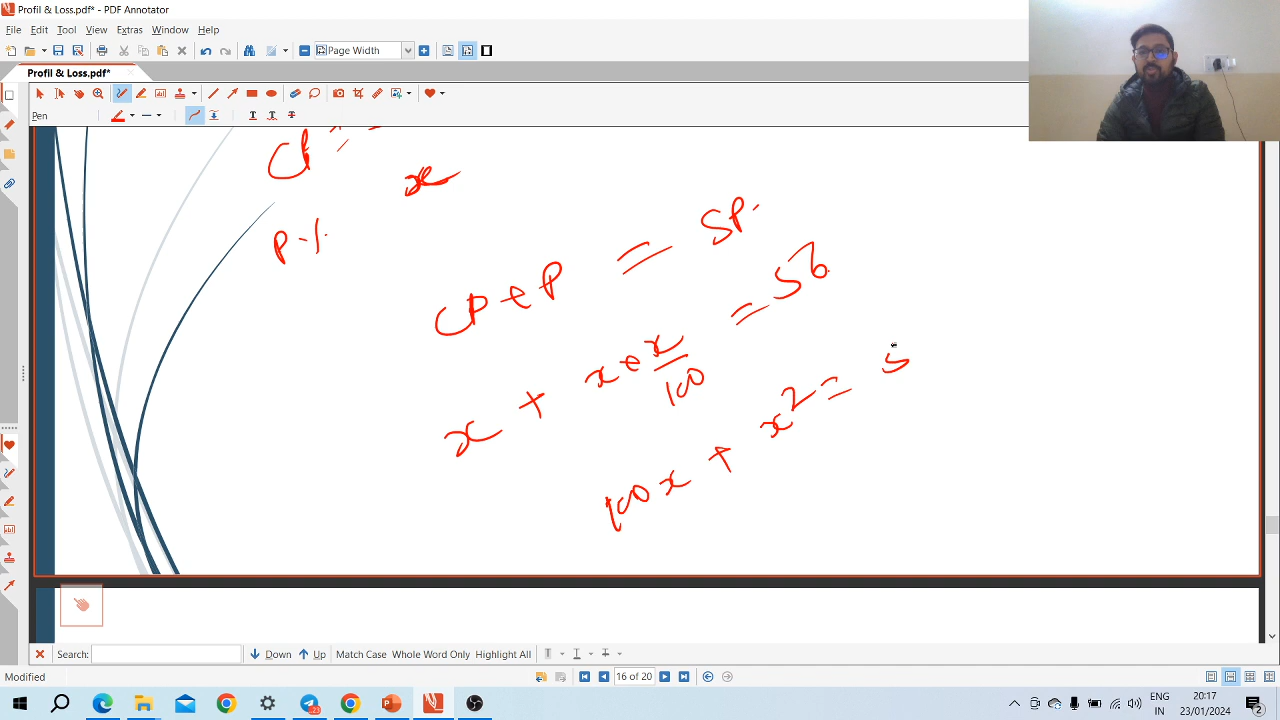 Profil & Loss.pdf* - PDF Annotator
File Edit Tool View Extras Window Help
Page Width
Profil & Loss.pdf*
Pen
x
P.%
CP + P = SP.
x + x * x/100 = 56
100x + x² = 5
Search: Down Up Match Case Whole Word Only Highlight All
Modified
16 of 20
23
ENG
IN
20:17
23/01/2024
2